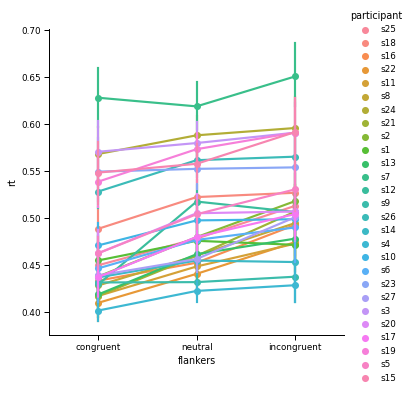 participant
0.70
0.65
0.60
0.55
0.50
0.45
0.40
rt
congruent
neutral
incongruent
flankers
s25
s18
s16
s22
s11
s8
s24
s21
s2
s1
s13
s7
s12
s9
s26
s14
s4
s10
s6
s23
s27
s3
s20
s17
s19
s5
s15